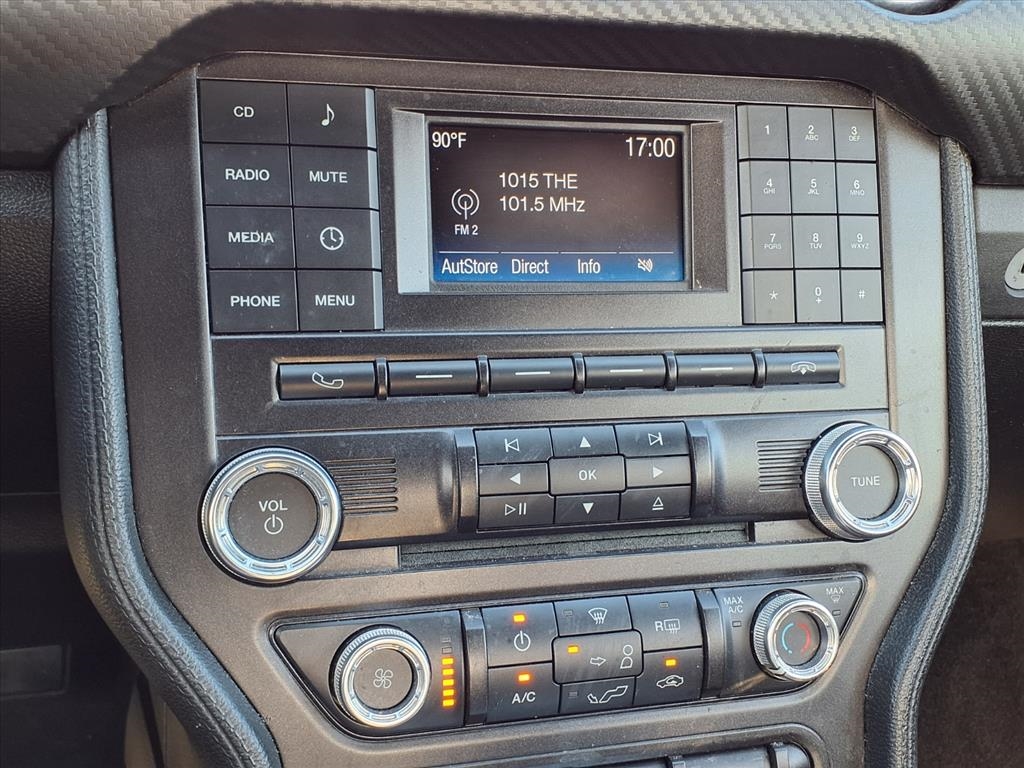 CD
RADIO
MUTE
MEDIA
PHONE
MENU
90°F
17:00
1015 THE
101.5 MHz
FM 2
AutStore Direct Info
1
2
ABC
3
DEF
4
GHI
5
JKL
6
MNO
7
PQRS
8
TUV
9
WXYZ
*
0
+
#
OK
VOL
TUNE
R
MAX
A/C
MAX
A/C